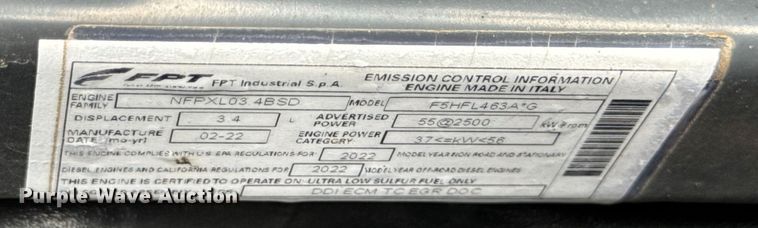 FPT FPT Industrial S.p.A. EMISSION CONTROL INFORMATION
ENGINE MADE IN ITALY
ENGINE FAMILY NFPXL03.4BSD MODEL F5HFL463A*G
DISPLACEMENT 3.4 L ADVERTISED POWER 55@2500 kW@rpm
MANUFACTURE DATE (mo-yr) 02-22 ENGINE POWER CATEGORY 37<=kW<56
THIS ENGINE COMPLIES WITH U.S. EPA REGULATIONS FOR 2022 MODEL YEAR NON ROAD AND STATIONARY
DIESEL ENGINES AND CALIFORNIA REGULATIONS FOR 2022 MODEL YEAR OFF-ROAD DIESEL ENGINES
THIS ENGINE IS CERTIFIED TO OPERATE ON: ULTRA LOW SULFUR FUEL ONLY
DDI ECM TC EGR DOC
Purple Wave Auction